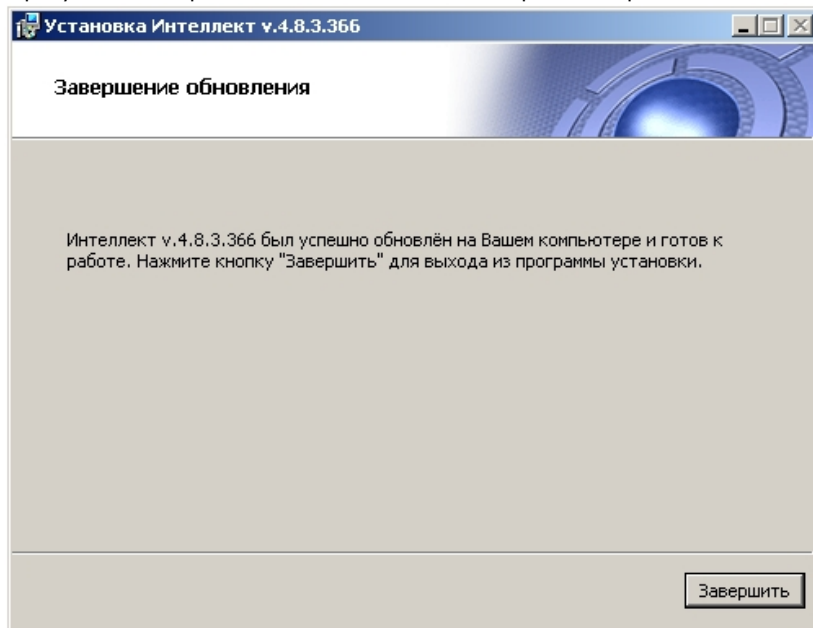 Установка Интеллект v.4.8.3.366
Завершение обновления
Интеллект v.4.8.3.366 был успешно обновлён на Вашем компьютере и готов к
работе. Нажмите кнопку "Завершить" для выхода из программы установки.
Завершить